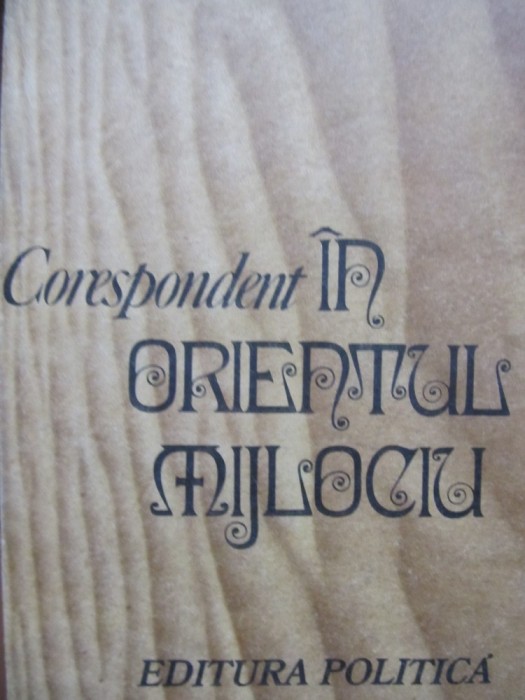 Corespondent ÎN
ORIENTUL
MIJLOCIU
EDITURA POLITICĂ